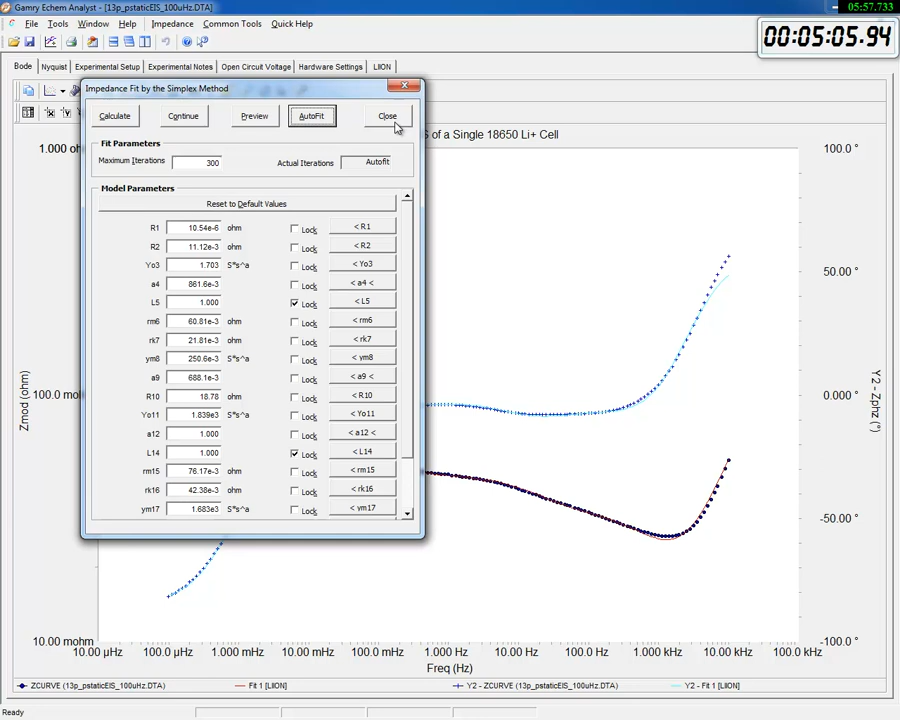 Gamry Echem Analyst - [13p_pstaticEIS_100uHz.DTA]
05:57.733
File Tools Window Help Impedance Common Tools Quick Help
00:05:05.94
Bode Nyquist Experimental Setup Experimental Notes Open Circuit Voltage Hardware Settings LIION
Impedance Fit by the Simplex Method
Calculate Continue Preview AutoFit Close
Fit Parameters
Maximum Iterations 300 Actual Iterations Autofit
Model Parameters
Reset to Default Values
R1 10.54e-6 ohm Lock < R1
R2 11.12e-3 ohm Lock < R2
Yo3 1.703 S*s^a Lock < Yo3
a4 861.6e-3 Lock < a4 <
L5 1.000 Lock < L5
rm6 60.81e-3 ohm Lock < rm6
rk7 21.81e-3 ohm Lock < rk7
ym8 250.6e-3 S*s^a Lock < ym8
a9 688.1e-3 Lock < a9 <
R10 18.78 ohm Lock < R10
Yo11 1.839e3 S*s^a Lock < Yo11
a12 1.000 Lock < a12 <
L14 1.000 Lock < L14
rm15 76.17e-3 ohm Lock < rm15
rk16 42.38e-3 ohm Lock < rk16
ym17 1.683e3 S*s^a Lock < ym17
S of a Single 18650 Li+ Cell
1.000 oh
100.0 m
10.00 mohm
Zmod (ohm)
100.0 °
50.00 °
0.000 °
-50.00 °
-100.0 °
Y2 - Zphz (°)
10.00 µHz 100.0 µHz 1.000 mHz 10.00 mHz 100.0 mHz 1.000 Hz 10.00 Hz 100.0 Hz 1.000 kHz 10.00 kHz 100.0 kHz
Freq (Hz)
ZCURVE (13p_pstaticEIS_100uHz.DTA) Fit 1 [LIION] Y2 - ZCURVE (13p_pstaticEIS_100uHz.DTA) Y2 - Fit 1 [LIION]
Ready